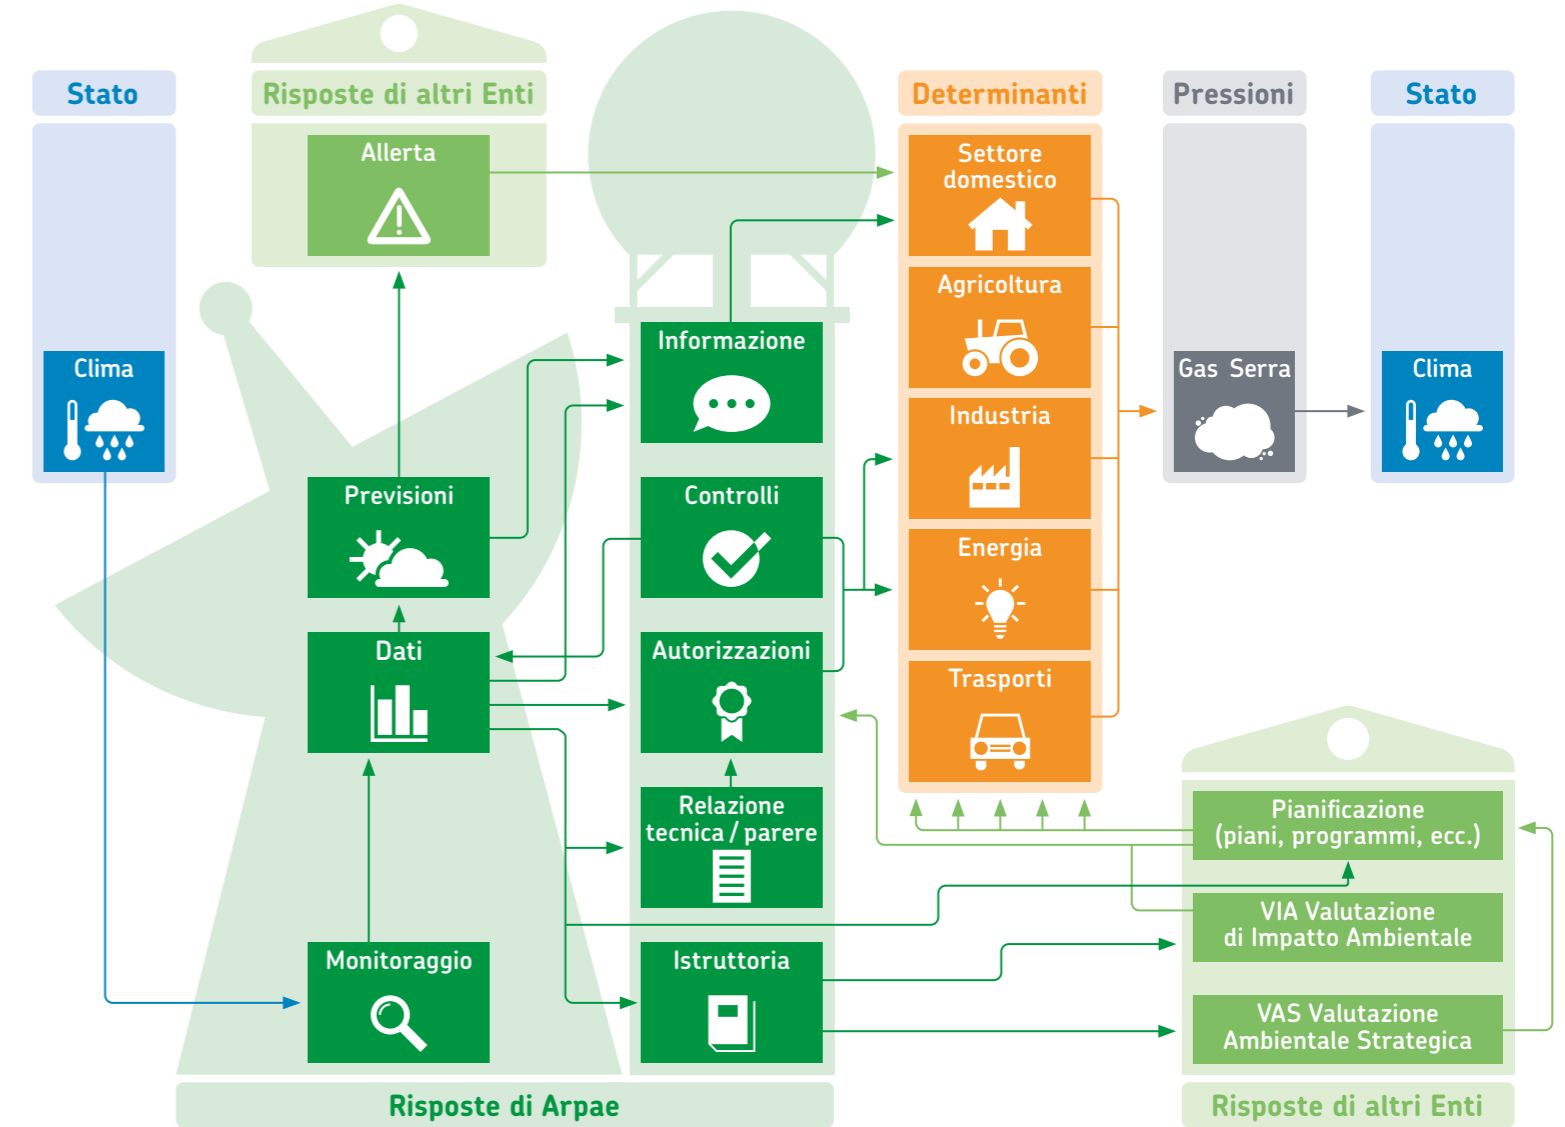 Stato
Risposte di altri Enti
Determinanti
Pressioni
Stato
Allerta
Settore
domestico
Agricoltura
Informazione
Clima
Gas Serra
Clima
Industria
Previsioni
Controlli
Energia
Dati
Autorizzazioni
Trasporti
Relazione
tecnica / parere
Pianificazione
(piani, programmi, ecc.)
VIA Valutazione
di Impatto Ambientale
Monitoraggio
Istruttoria
VAS Valutazione
Ambientale Strategica
Risposte di Arpae
Risposte di altri Enti